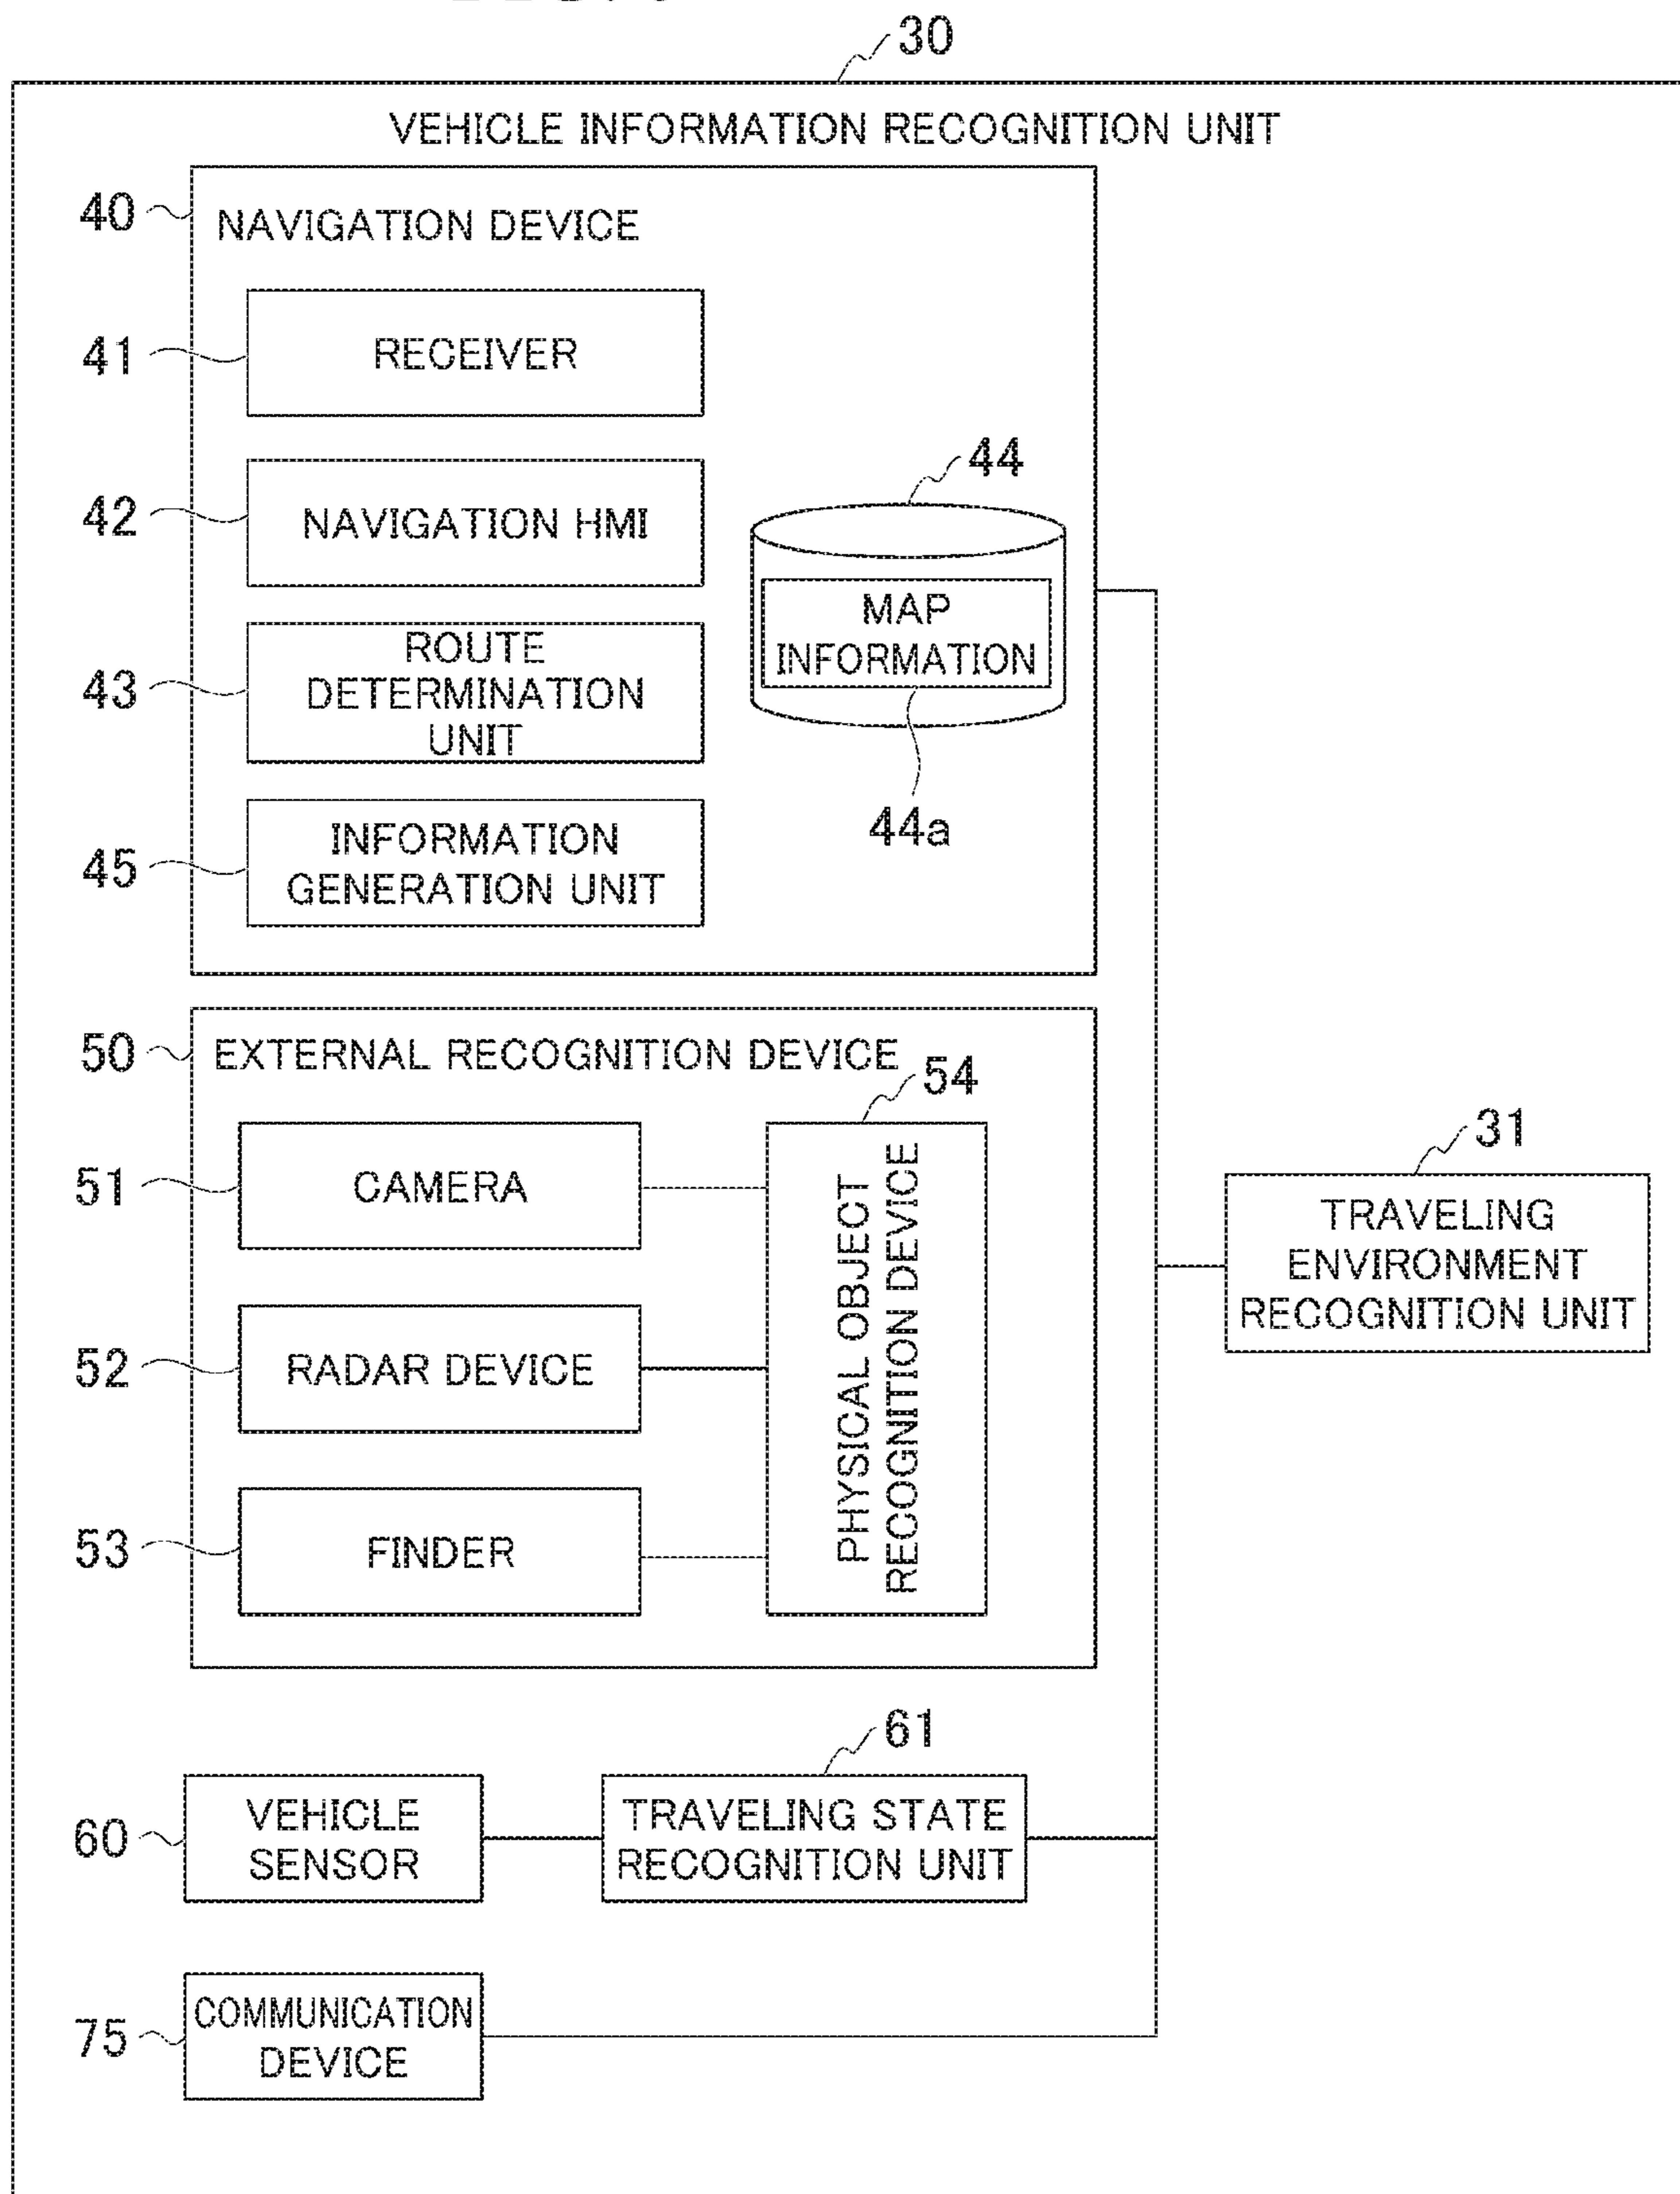 30
VEHICLE INFORMATION RECOGNITION UNIT
40
NAVIGATION DEVICE
41
RECEIVER
42
NAVIGATION HMI
44
MAP
INFORMATION
44a
43
ROUTE
DETERMINATION
UNIT
45
INFORMATION
GENERATION UNIT
50
EXTERNAL RECOGNITION DEVICE
54
51
CAMERA
PHYSICAL OBJECT
RECOGNITION DEVICE
52
RADAR DEVICE
53
FINDER
31
TRAVELING
ENVIRONMENT
RECOGNITION UNIT
60
VEHICLE
SENSOR
61
TRAVELING STATE
RECOGNITION UNIT
75
COMMUNICATION
DEVICE